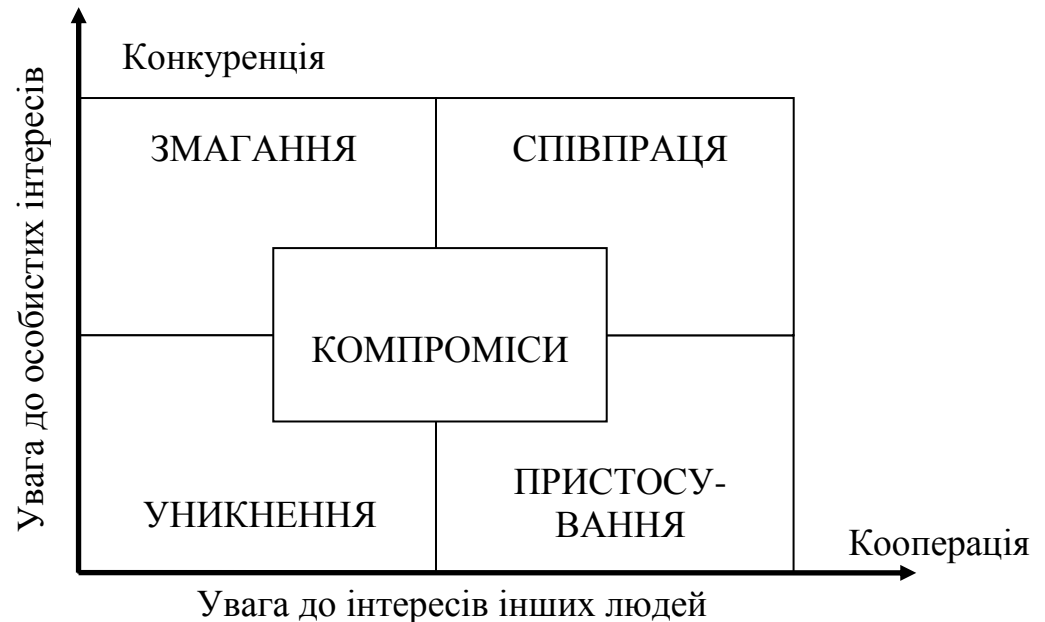 Конкуренція
Увага до особистих інтересів
ЗМАГАННЯ
СПІВПРАЦЯ
КОМПРОМІСИ
УНИКНЕННЯ
ПРИСТОСУ-
ВАННЯ
Кооперація
Увага до інтересів інших людей